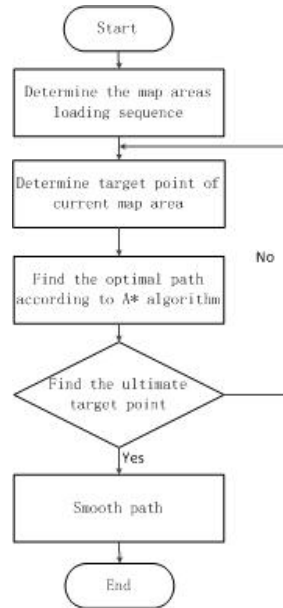 Start
Determine the map areas
loading sequence
Determine target point of
current map area
No
Find the optimal path
according to A* algorithm
Find the ultimate
target point
Yes
Smooth path
End